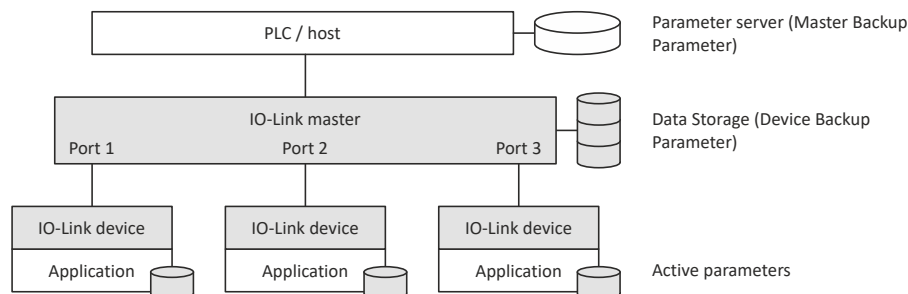 PLC / host
Parameter server (Master Backup
Parameter)
IO-Link master
Port 1 Port 2 Port 3
Data Storage (Device Backup
Parameter)
IO-Link device IO-Link device IO-Link device
Application Application Application
Active parameters